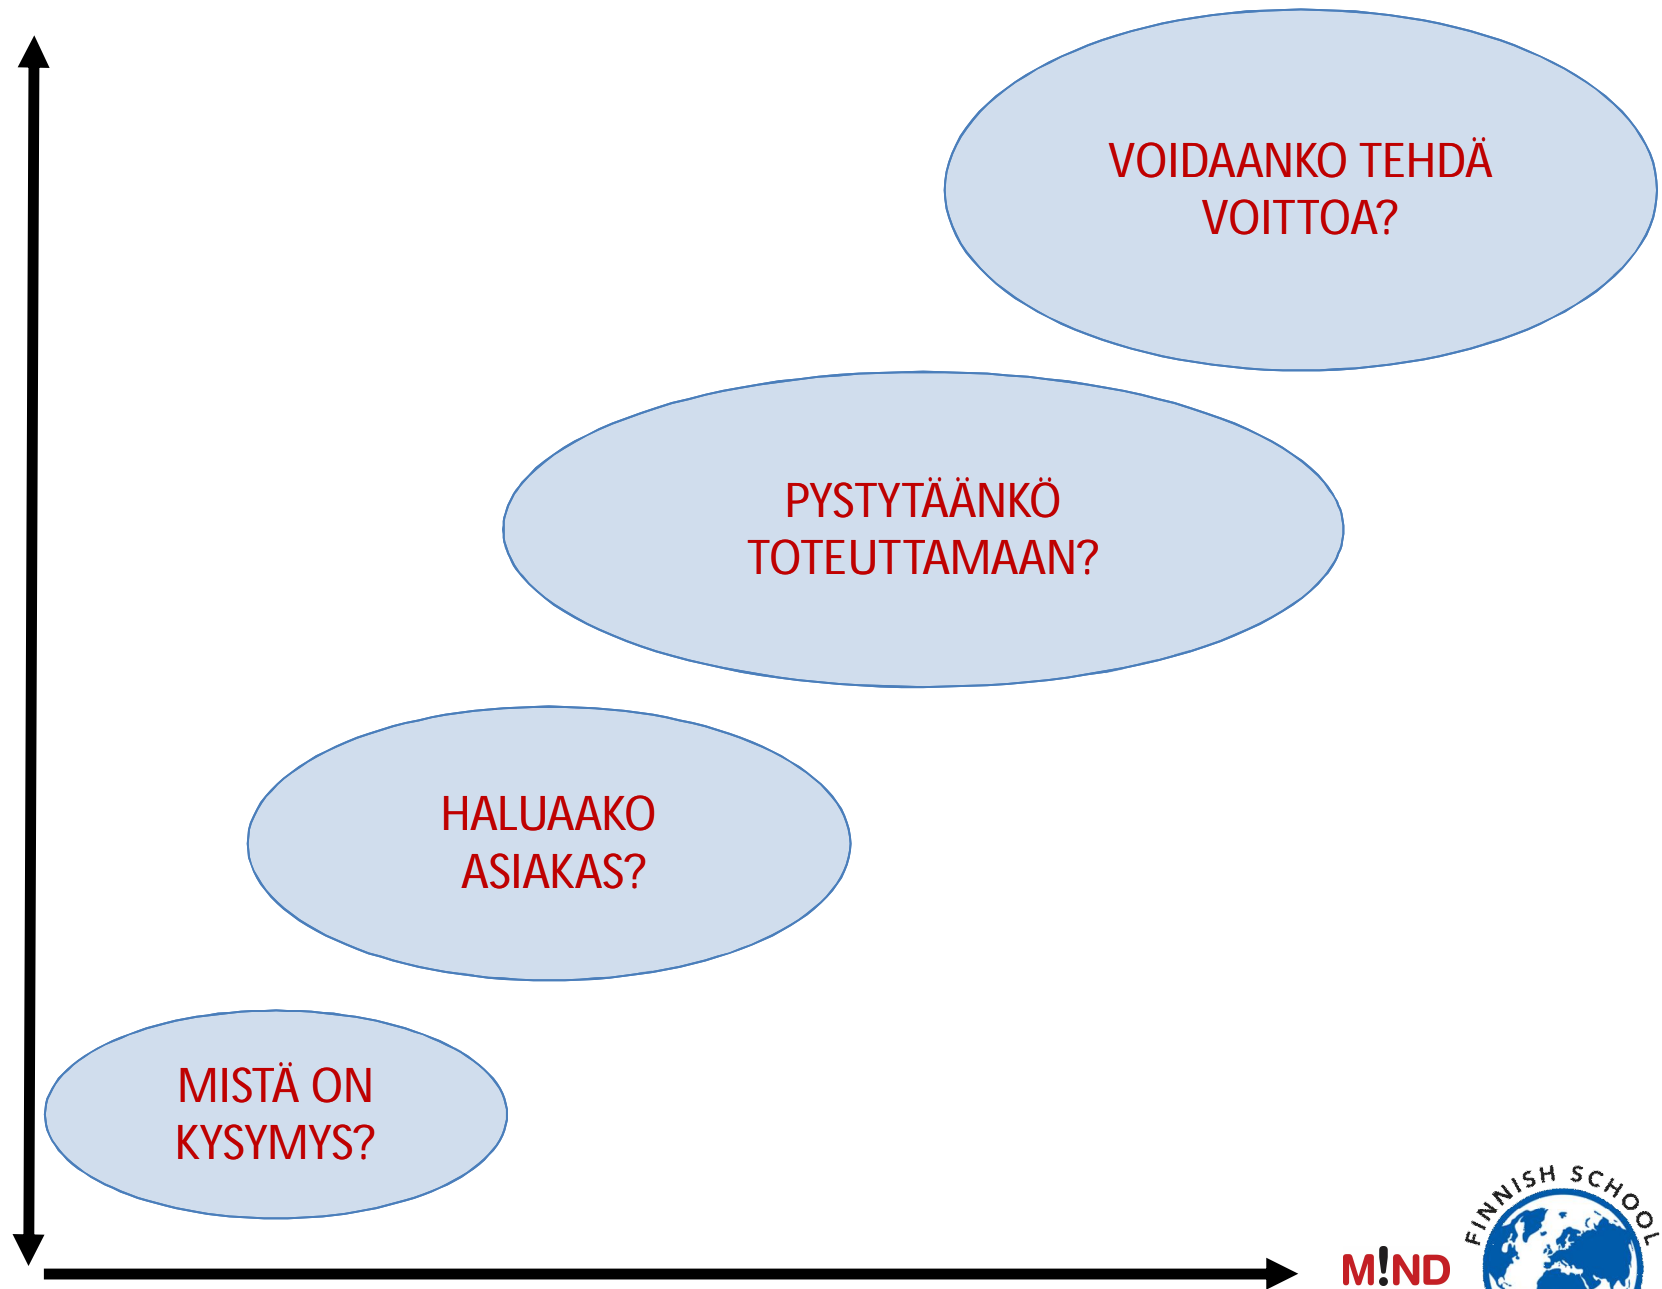 VOIDAANKO TEHDÄ
VOITTOA?
PYSTYTÄÄNKÖ
TOTEUTTAMAAN?
HALUAAKO
ASIAKAS?
MISTÄ ON
KYSYMYS?
FINNISH SCHOOL
M!ND